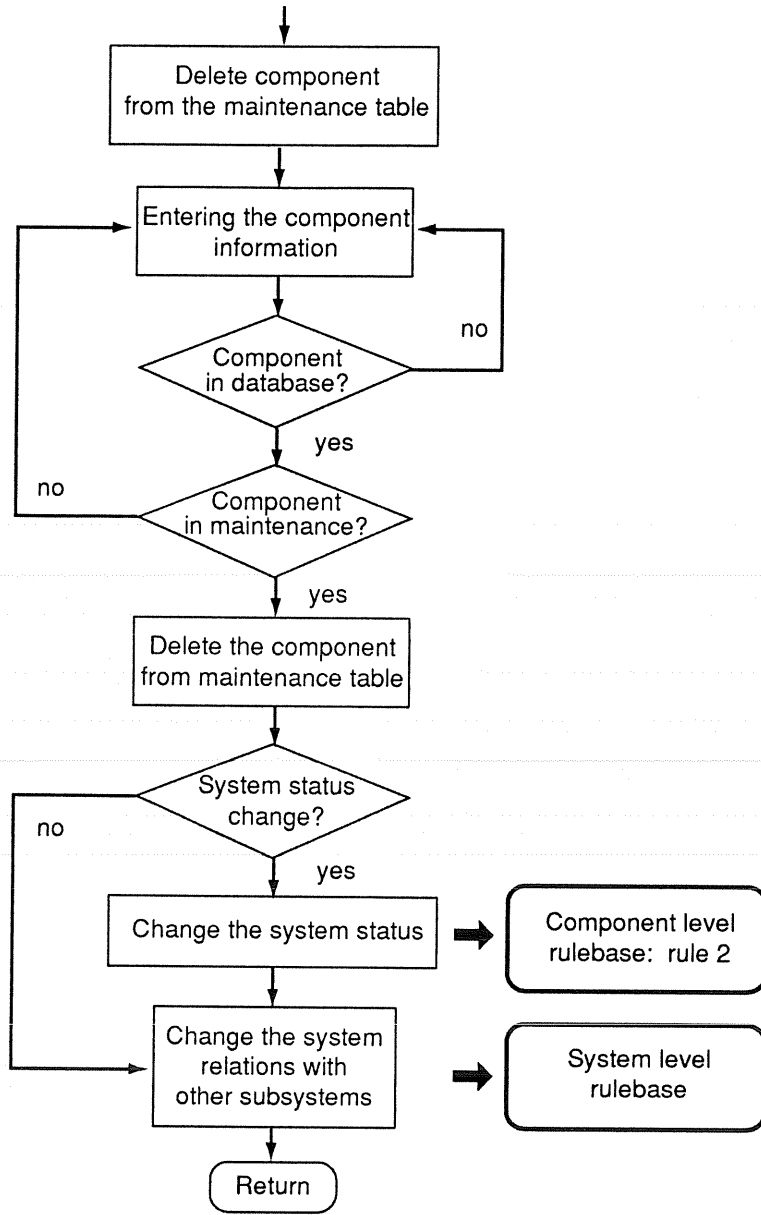 Delete component
from the maintenance table
Entering the component
information
no
Component
in database?
yes
no
Component
in maintenance?
yes
Delete the component
from maintenance table
System status
change?
no
yes
Change the system status
Component level
rulebase: rule 2
Change the system
relations with
other subsystems
System level
rulebase
Return